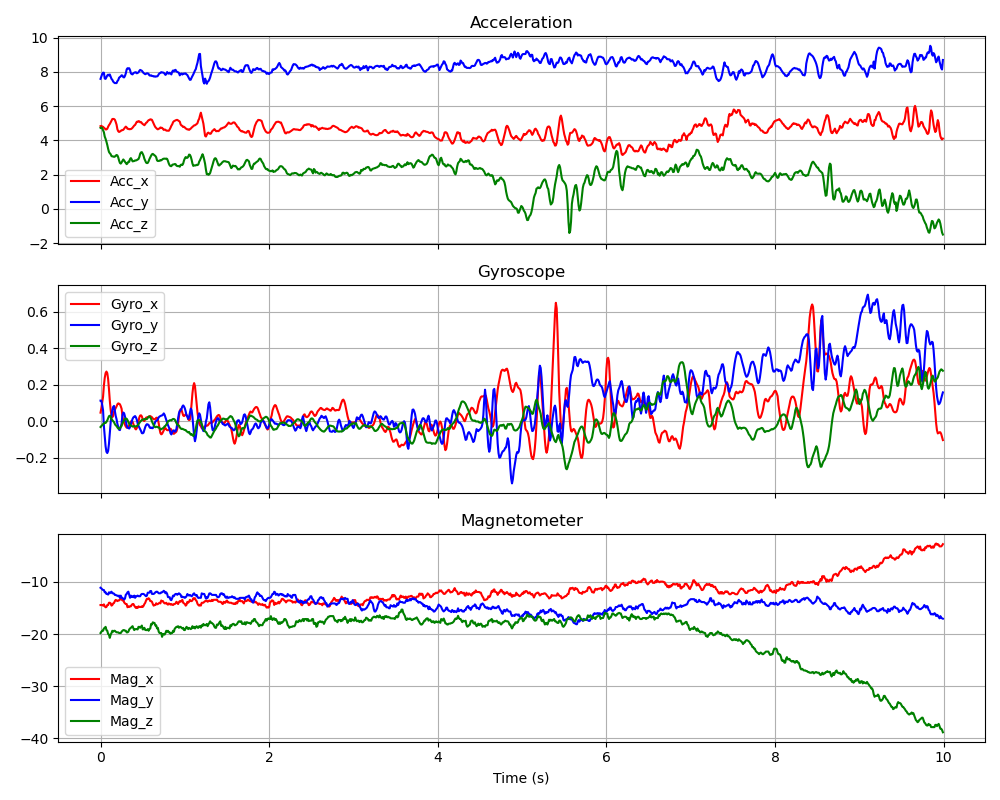 Acceleration
10
8
6
4
2
0
−2
Acc_x
Acc_y
Acc_z
Gyroscope
0.6
0.4
0.2
0.0
−0.2
Gyro_x
Gyro_y
Gyro_z
Magnetometer
−10
−20
−30
−40
Mag_x
Mag_y
Mag_z
0 2 4 6 8 10
Time (s)